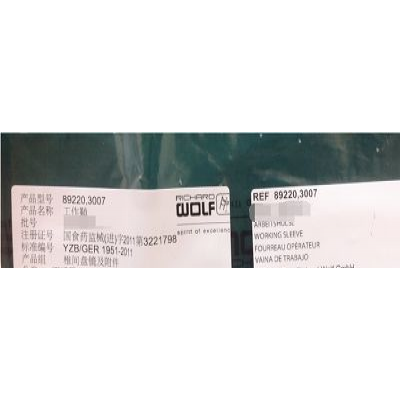 产品型号 89220,3007
产品名称 工作鞘
批号
注册证号 国食药监械(进)字2011第3221798
标准编号 YZB/GER 1951-2011
产品组 椎间盘镜及附件
RICHARD
WOLF
spirit of excellence
REF 89220,3007
ARBEITSHÜLSE
WORKING SLEEVE
FOURREAU OPÉRATEUR
VAINA DE TRABAJO